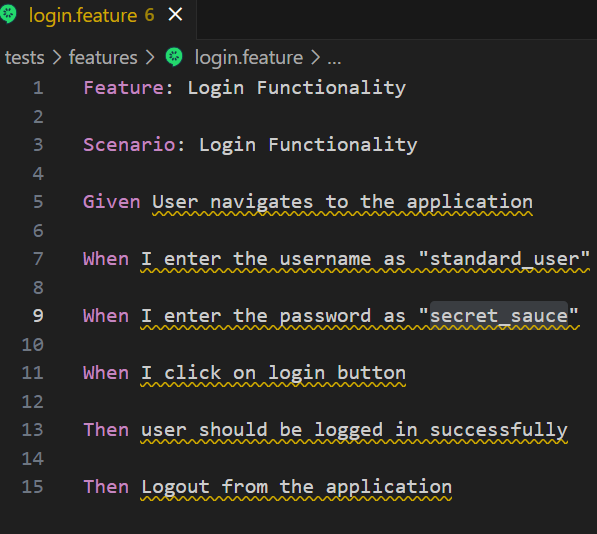 login.feature 6 ×
tests > features > login.feature > ...
1 Feature: Login Functionality
2
3 Scenario: Login Functionality
4
5 Given User navigates to the application
6
7 When I enter the username as "standard_user"
8
9 When I enter the password as "secret_sauce"
10
11 When I click on login button
12
13 Then user should be logged in successfully
14
15 Then Logout from the application